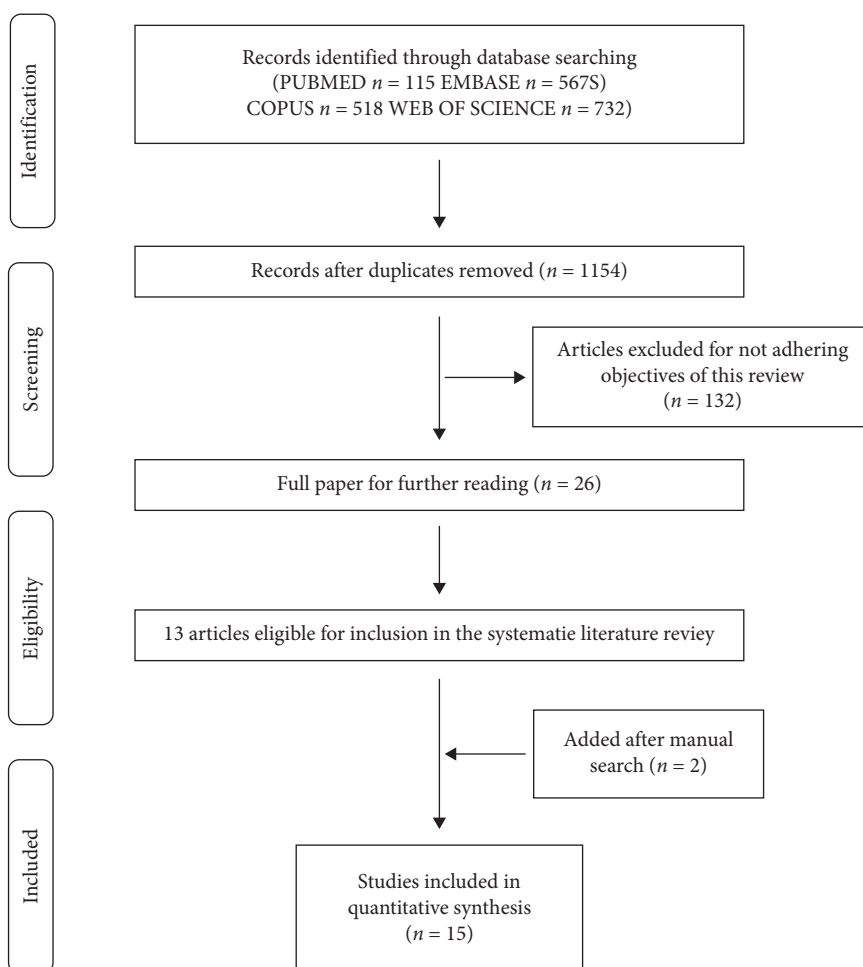 Identification
Records identified through database searching
(PUBMED n = 115 EMBASE n = 567S)
COPUS n = 518 WEB OF SCIENCE n = 732)
Screening
Records after duplicates removed (n = 1154)
Articles excluded for not adhering
objectives of this review
(n = 132)
Full paper for further reading (n = 26)
Eligibility
13 articles eligible for inclusion in the systematie literature reviey
Added after manual
search (n = 2)
Included
Studies included in
quantitative synthesis
(n = 15)